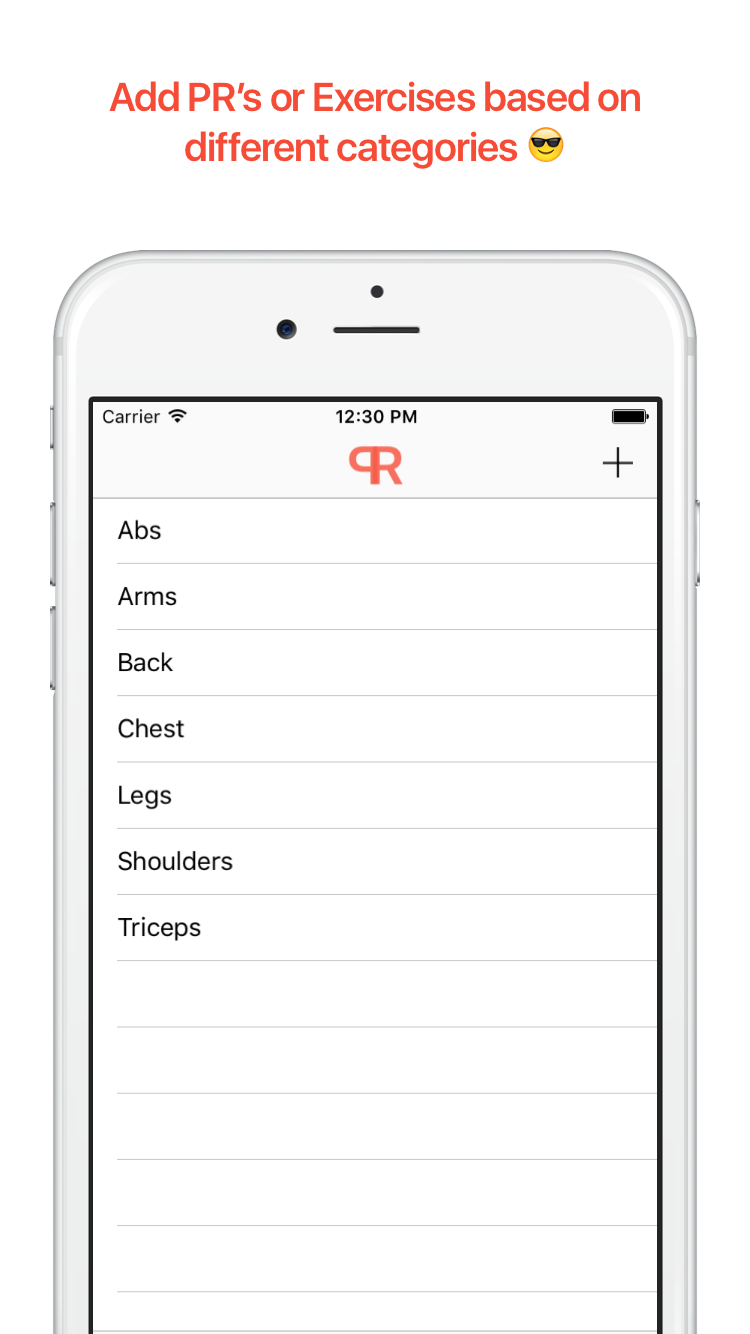 Add PR’s or Exercises based on
different categories 😎
Carrier 12:30 PM
PR
Abs
Arms
Back
Chest
Legs
Shoulders
Triceps